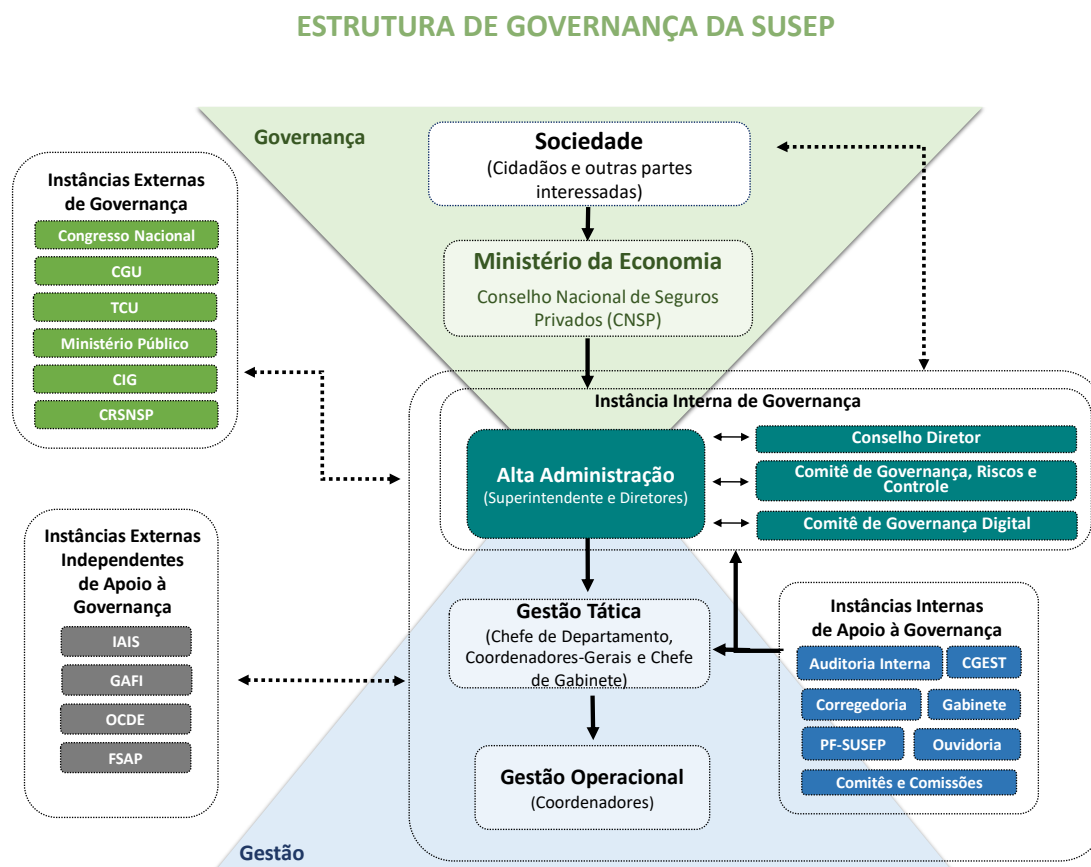 ESTRUTURA DE GOVERNANÇA DA SUSEP
Governança
Sociedade
(Cidadãos e outras partes
interessadas)
Ministério da Economia
Conselho Nacional de Seguros
Privados (CNSP)
Instâncias Externas
de Governança
Congresso Nacional
CGU
TCU
Ministério Público
CIG
CRSNSP
Instância Interna de Governança
Alta Administração
(Superintendente e Diretores)
Conselho Diretor
Comitê de Governança, Riscos e
Controle
Comitê de Governança Digital
Instâncias Externas
Independentes
de Apoio à
Governança
IAIS
GAFI
OCDE
FSAP
Gestão Tática
(Chefe de Departamento,
Coordenadores-Gerais e Chefe
de Gabinete)
Gestão Operacional
(Coordenadores)
Instâncias Internas
de Apoio à Governança
Auditoria Interna
CGEST
Corregedoria
Gabinete
PF-SUSEP
Ouvidoria
Comitês e Comissões
Gestão